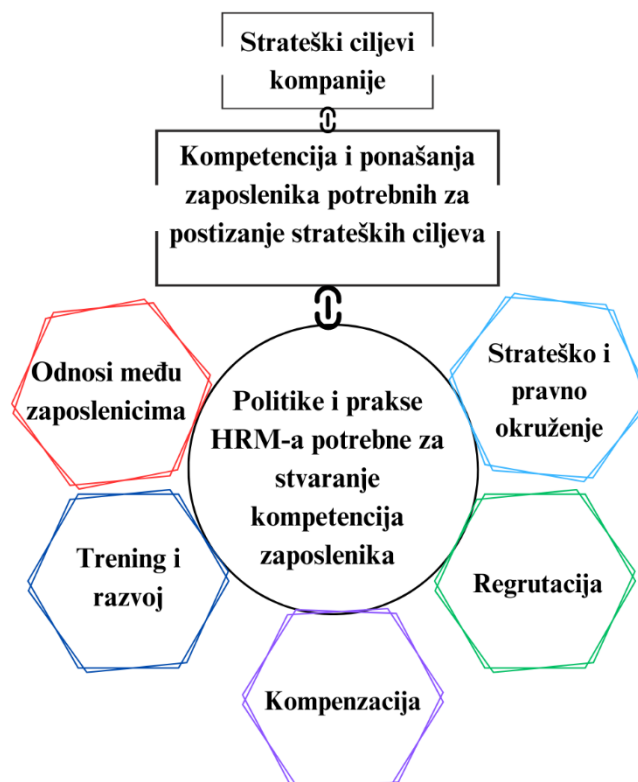 Strateški ciljevi
kompanije
Kompetencija i ponašanja
zaposlenika potrebnih za
postizanje strateških ciljeva
Odnosi među
zaposlenicima
Strateško i
pravno
okruženje
Politike i prakse
HRM-a potrebne za
stvaranje
kompetencija
zaposlenika
Trening i
razvoj
Regrutacija
Kompenzacija